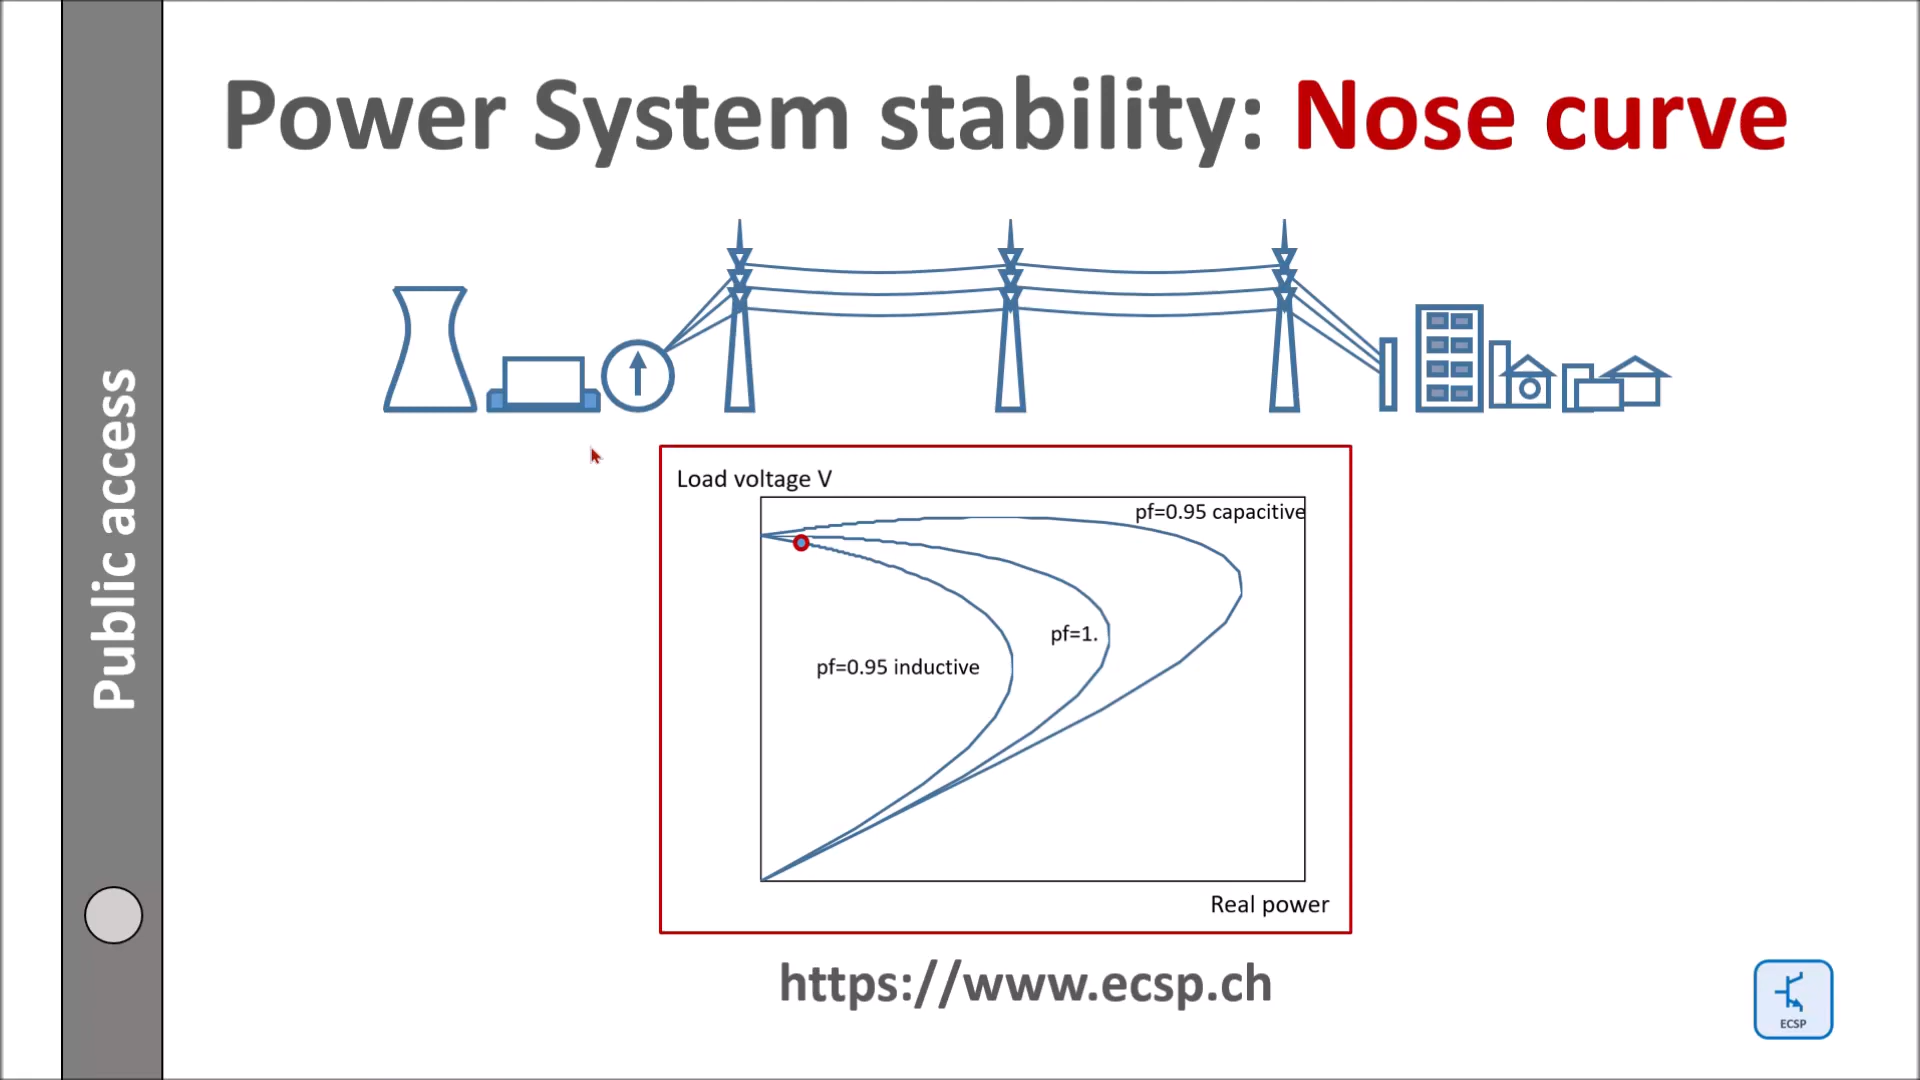 Power System stability: Nose curve
Public access
Load voltage V
pf=0.95 capacitive
pf=1.
pf=0.95 inductive
Real power
https://www.ecsp.ch
ECSP